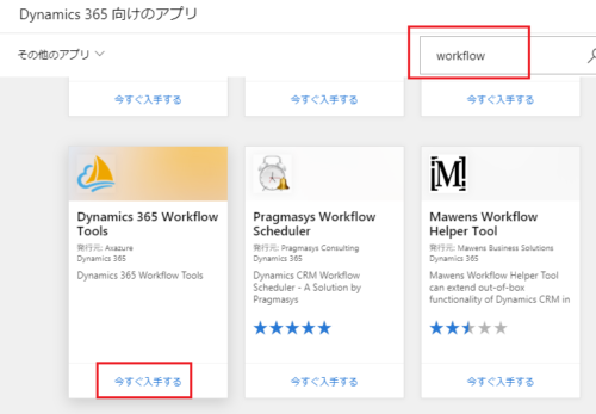 Dynamics 365 向けのアプリ
その他のアプリ
workflow
今すぐ入手する
今すぐ入手する
今すぐ入手する
Dynamics 365 Workflow
Tools
発行元: Axazure
Dynamics 365
Dynamics 365 Workflow Tools
今すぐ入手する
Pragmasys Workflow
Scheduler
発行元: Pragmasys Consulting
Dynamics 365
Dynamics CRM Workflow
Scheduler - A Solution by
Pragmasys
今すぐ入手する
[M]
Mawens Workflow
Helper Tool
発行元: Mawens Business Solutions
Dynamics 365
Mawens Workflow Helper Tool
can extend out-of-box
functionality of Dynamics CRM in
今すぐ入手する